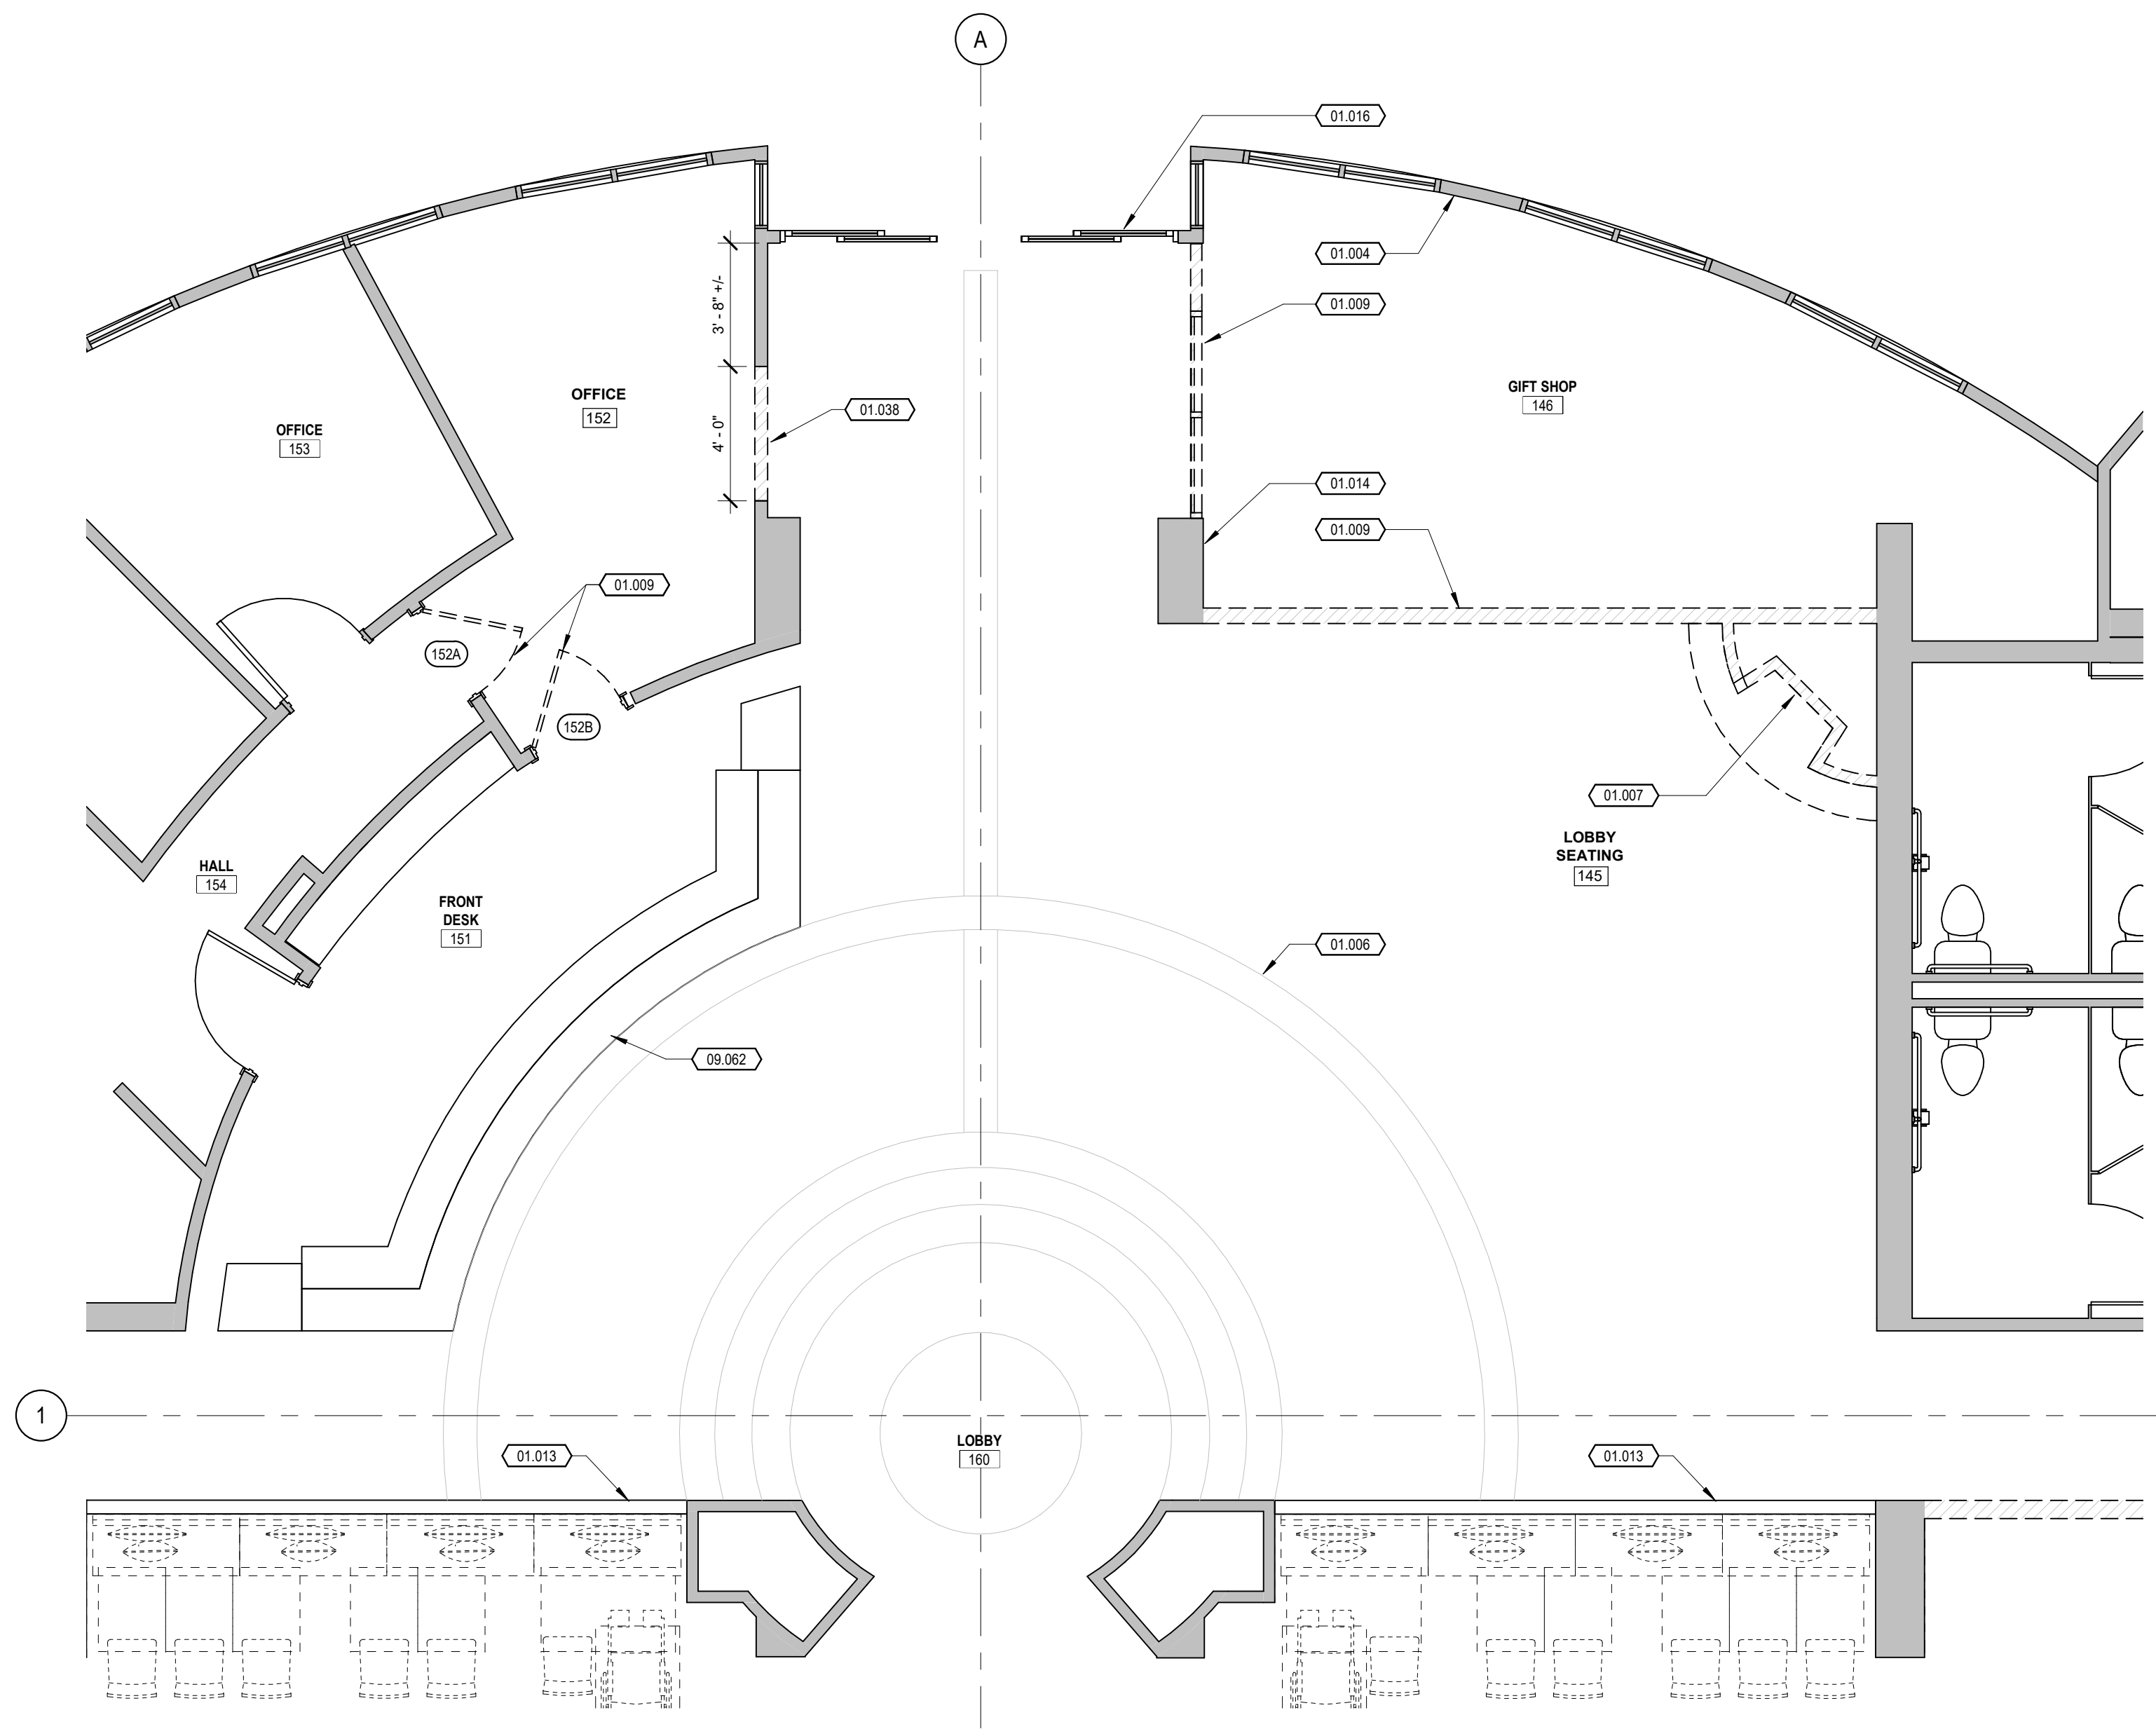 A
01.016
01.004
01.009
3' - 8" +/-
GIFT SHOP
146
OFFICE
152
01.038
4' - 0"
OFFICE
153
01.014
01.009
01.009
152A
152B
01.007
LOBBY
SEATING
145
HALL
154
FRONT
DESK
151
01.006
09.062
1
LOBBY
160
01.013
01.013